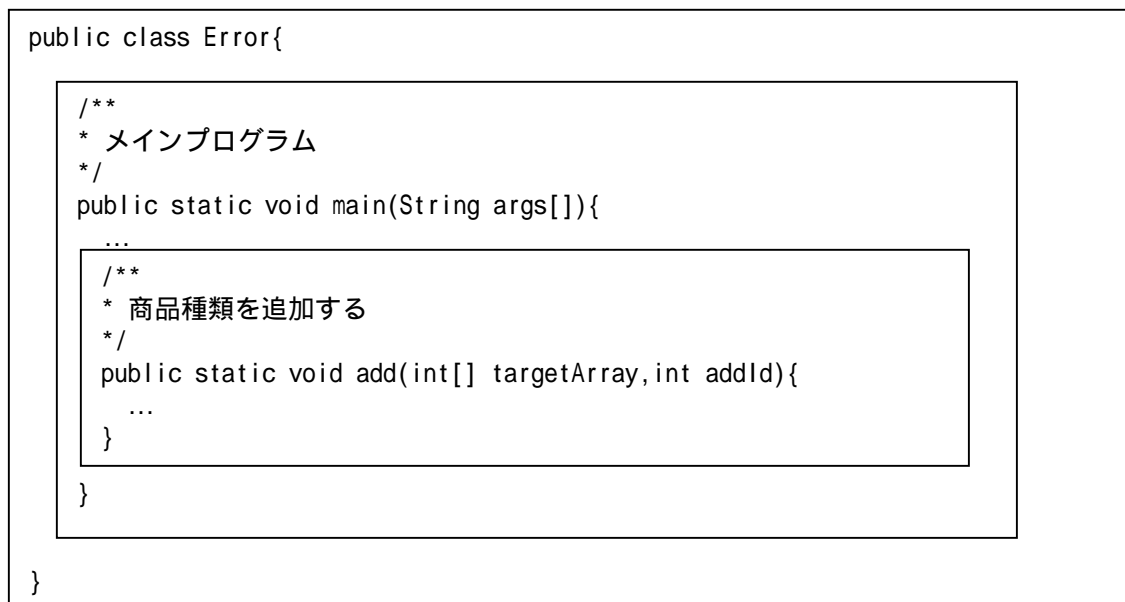 public class Error{
/**
* メインプログラム
*/
public static void main(String args[]){
…
/**
* 商品種類を追加する
*/
public static void add(int[] targetArray,int addId){
…
}
}
}